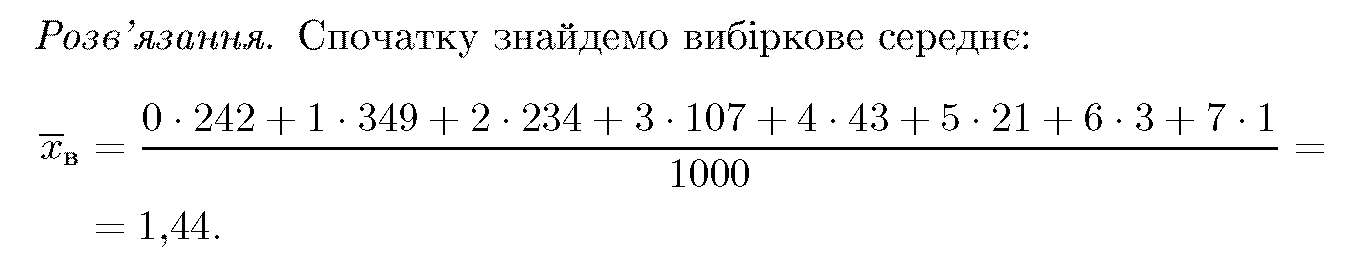 Розв’язання. Спочатку знайдемо вибіркове середнє:
x̅в = (0 · 242 + 1 · 349 + 2 · 234 + 3 · 107 + 4 · 43 + 5 · 21 + 6 · 3 + 7 · 1) / 1000 =
= 1,44.